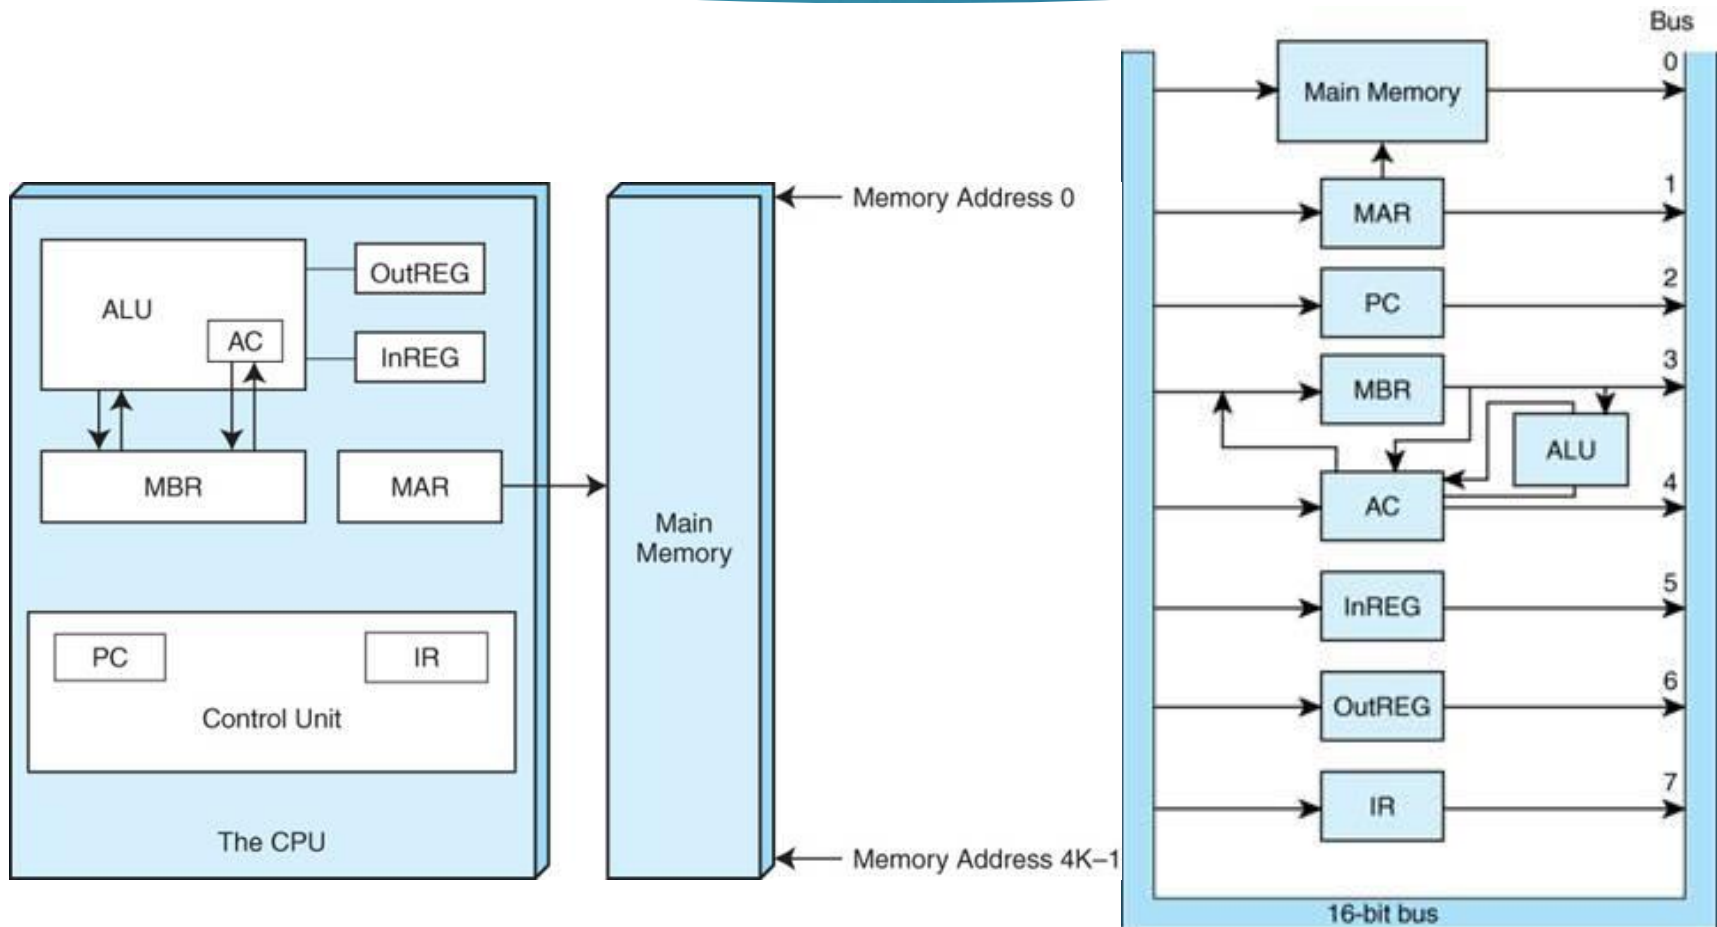 ALU
AC
OutREG
InREG
MBR
MAR
PC
IR
Control Unit
The CPU
Main
Memory
Memory Address 0
Memory Address 4K–1
Bus
0
Main Memory
1
MAR
2
PC
3
MBR
ALU
4
AC
5
InREG
6
OutREG
7
IR
16-bit bus